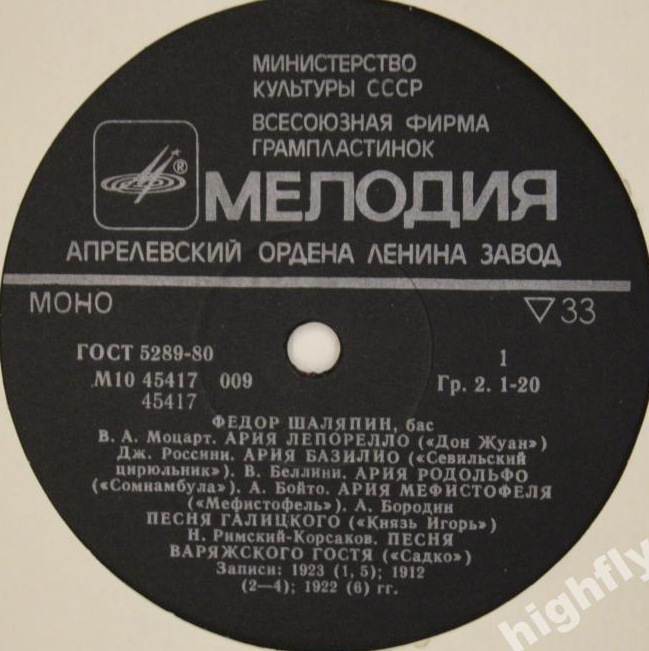 МИНИСТЕРСТВО
КУЛЬТУРЫ СССР
ВСЕСОЮЗНАЯ ФИРМА
ГРАМПЛАСТИНОК
®
МЕЛОДИЯ
АПРЕЛЕВСКИЙ ОРДЕНА ЛЕНИНА ЗАВОД
МОНО ▽33
ГОСТ 5289-80 1
М10 45417 009 Гр. 2. 1-20
45417
ФЕДОР ШАЛЯПИН, бас
В. А. Моцарт. АРИЯ ЛЕПОРЕЛЛО («Дон Жуан»)
Дж. Россини. АРИЯ БАЗИЛИО («Севильский
цирюльник»). В. Беллини. АРИЯ РОДОЛЬФО
(«Сомнамбула»). А. Бойто. АРИЯ МЕФИСТОФЕЛЯ
(«Мефистофель»). А. Бородин
ПЕСНЯ ГАЛИЦКОГО («Князь Игорь»)
Н. Римский-Корсаков. ПЕСНЯ
ВАРЯЖСКОГО ГОСТЯ («Садко»)
Записи: 1923 (1, 5); 1912
(2—4); 1922 (6) гг.
highfly